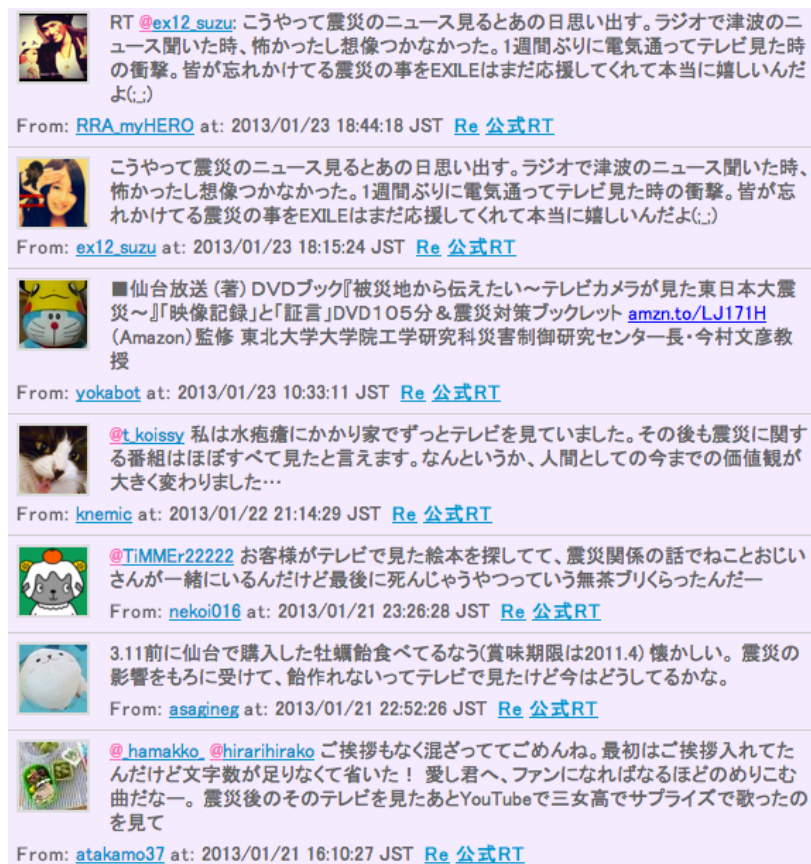 RT @ex12_suzu: こうやって震災のニュース見るとあの日思い出す。ラジオで津波のニ
ュース聞いた時、怖かったし想像つかなかった。1週間ぶりに電気通ってテレビ見た時
の衝撃。皆が忘れかけてる震災の事をEXILEはまだ応援してくれて本当に嬉しいんだ
よ(;_;)
From: RRA_myHERO at: 2013/01/23 18:44:18 JST Re 公式RT
こうやって震災のニュース見るとあの日思い出す。ラジオで津波のニュース聞いた時、
怖かったし想像つかなかった。1週間ぶりに電気通ってテレビ見た時の衝撃。皆が忘
れかけてる震災の事をEXILEはまだ応援してくれて本当に嬉しいんだよ(;_;)
From: ex12_suzu at: 2013/01/23 18:15:24 JST Re 公式RT
■仙台放送 (著) DVDブック『被災地から伝えたい～テレビカメラが見た東日本大震
災～』「映像記録」と「証言」DVD105分＆震災対策ブックレット amzn.to/LJ171H
(Amazon) 監修 東北大学大学院工学研究科災害制御研究センター長・今村文彦教
授
From: yokabot at: 2013/01/23 10:33:11 JST Re 公式RT
@t_koissy 私は水疱瘡にかかり家でずっとテレビを見ていました。その後も震災に関す
る番組はほぼすべて見たと言えます。なんというか、人間としての今までの価値観が
大きく変わりました…
From: knemic at: 2013/01/22 21:14:29 JST Re 公式RT
@TiMMEr22222 お客様がテレビで見た絵本を探してて、震災関係の話でねことおじい
さんが一緒にいるんだけど最後に死んじゃうやつっていう無茶ブリくらったんだー
From: nekoi016 at: 2013/01/21 23:26:28 JST Re 公式RT
3.11前に仙台で購入した牡蠣飴食べてるなう(賞味期限は2011.4) 懐かしい。震災の
影響をもろに受けて、飴作れないってテレビで見たけど今はどうしてるかな。
From: asagineg at: 2013/01/21 22:52:26 JST Re 公式RT
@_hamakko_ @hirarihirako ご挨拶もなく混ざっててごめんね。最初はご挨拶入れてた
んだけど文字数が足りなくて省いた！ 愛し君へ、ファンになればなるほどのめりこむ
曲だなー。震災後のそのテレビを見たあとYouTubeで三女高でサプライズで歌ったの
を見て
From: atakamo37 at: 2013/01/21 16:10:27 JST Re 公式RT